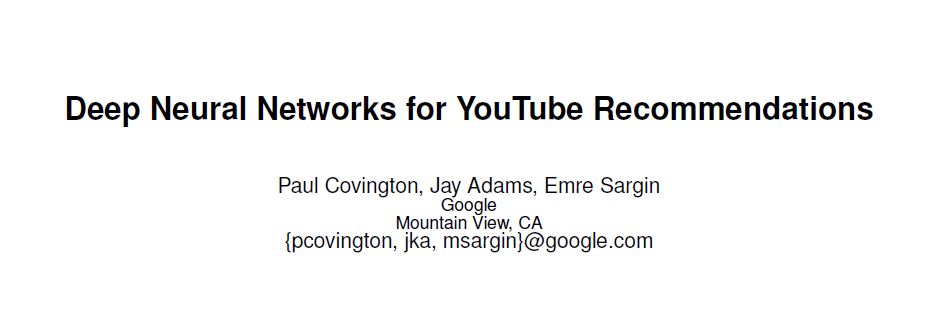 Deep Neural Networks for YouTube Recommendations
Paul Covington, Jay Adams, Emre Sargin
Google
Mountain View, CA
{pcovington, jka, msargin}@google.com